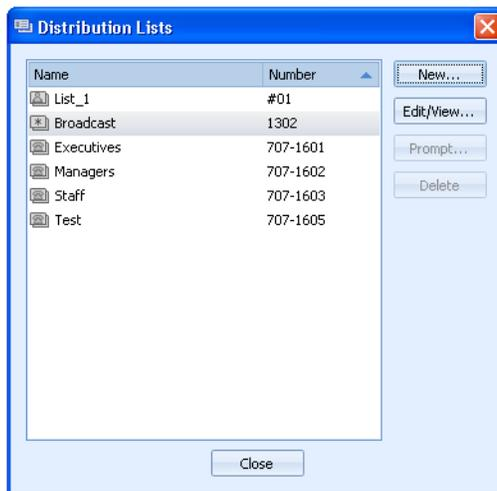 Distribution Lists
Name Number
List_1 #01
Broadcast 1302
Executives 707-1601
Managers 707-1602
Staff 707-1603
Test 707-1605
New...
Edit/View...
Prompt...
Delete
Close